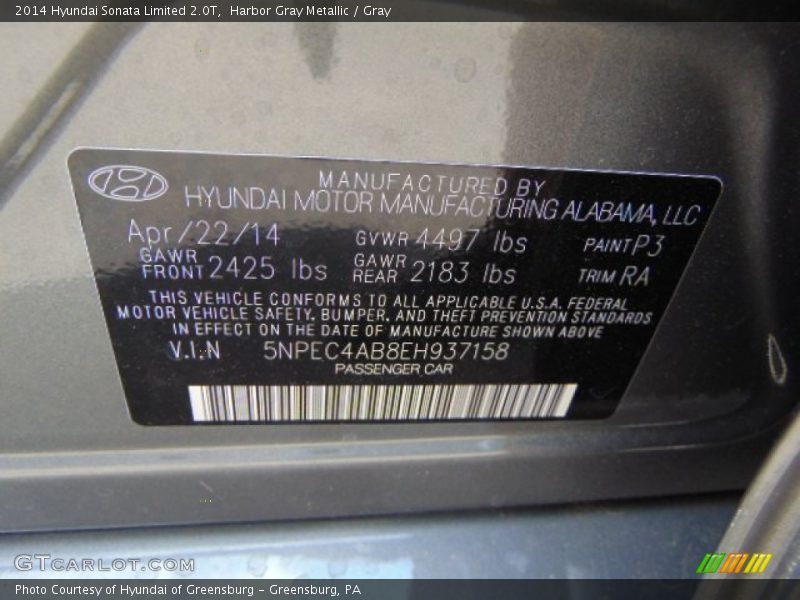 2014 Hyundai Sonata Limited 2.0T, Harbor Gray Metallic / Gray
MANUFACTURED BY
HYUNDAI MOTOR MANUFACTURING ALABAMA, LLC
Apr/22/14 GVWR 4497 lbs PAINT P3
GAWR FRONT 2425 lbs GAWR REAR 2183 lbs TRIM RA
THIS VEHICLE CONFORMS TO ALL APPLICABLE U.S.A. FEDERAL
MOTOR VEHICLE SAFETY, BUMPER, AND THEFT PREVENTION STANDARDS
IN EFFECT ON THE DATE OF MANUFACTURE SHOWN ABOVE
V.I.N 5NPEC4AB8EH937158
PASSENGER CAR
GTCarLot.com
Photo Courtesy of Hyundai of Greensburg - Greensburg, PA